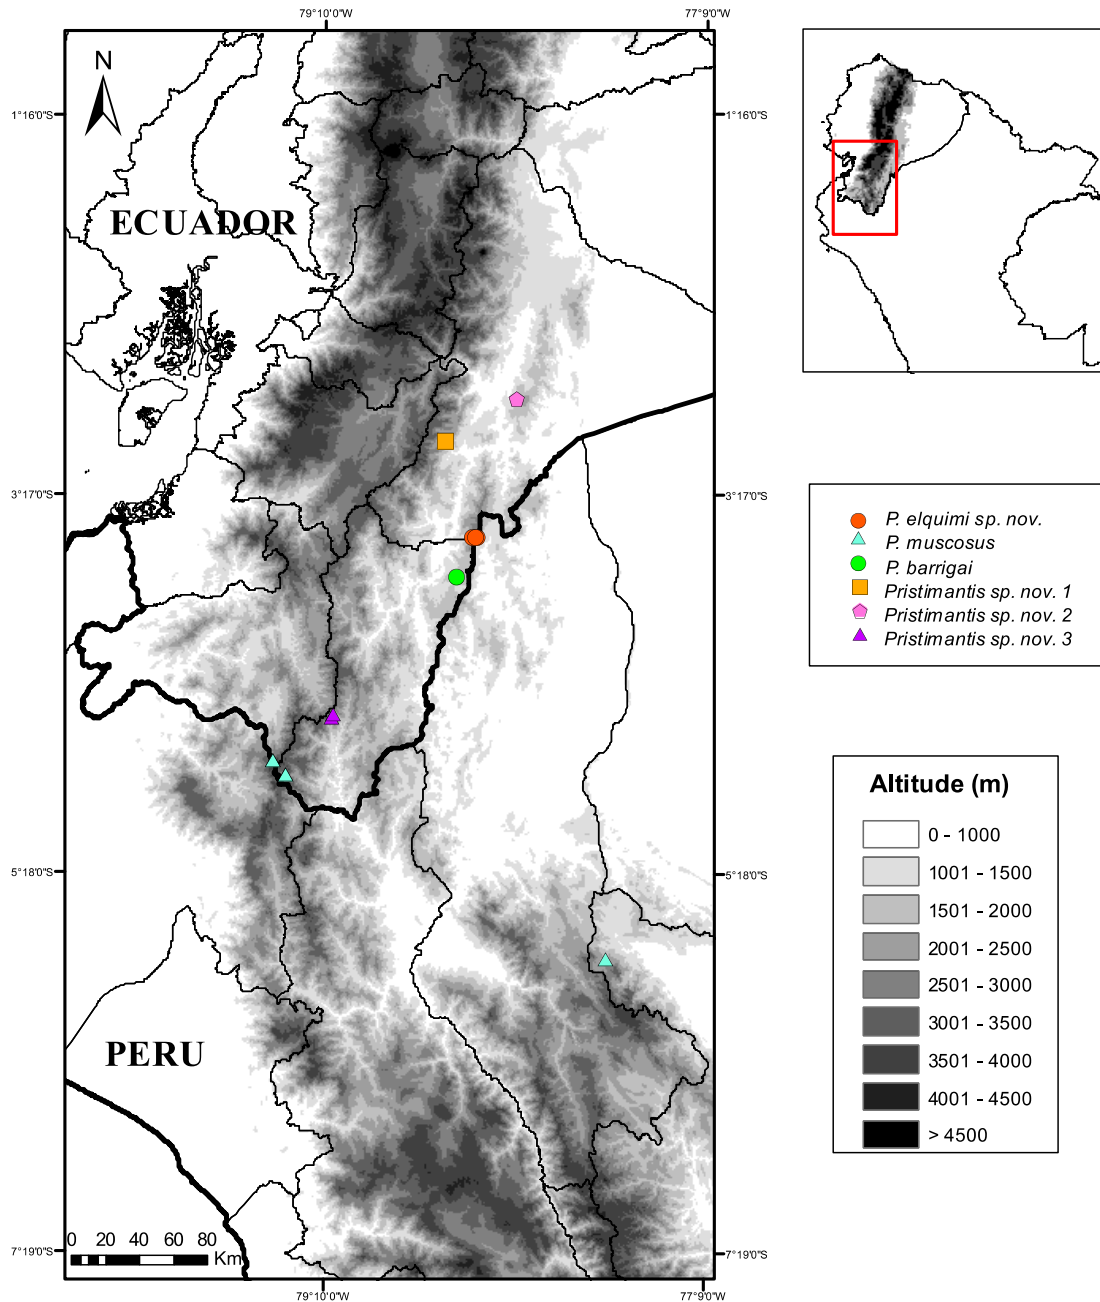 79°10'0"W
77°9'0"W
N
1°16'0"S
1°16'0"S
ECUADOR
3°17'0"S
3°17'0"S
P. elquimi sp. nov.
P. muscosus
P. barrigai
Pristimantis sp. nov. 1
Pristimantis sp. nov. 2
Pristimantis sp. nov. 3
Altitude (m)
0 - 1000
1001 - 1500
1501 - 2000
2001 - 2500
2501 - 3000
3001 - 3500
3501 - 4000
4001 - 4500
> 4500
5°18'0"S
5°18'0"S
PERU
7°19'0"S
7°19'0"S
0 20 40 60 80
Km
79°10'0"W
77°9'0"W